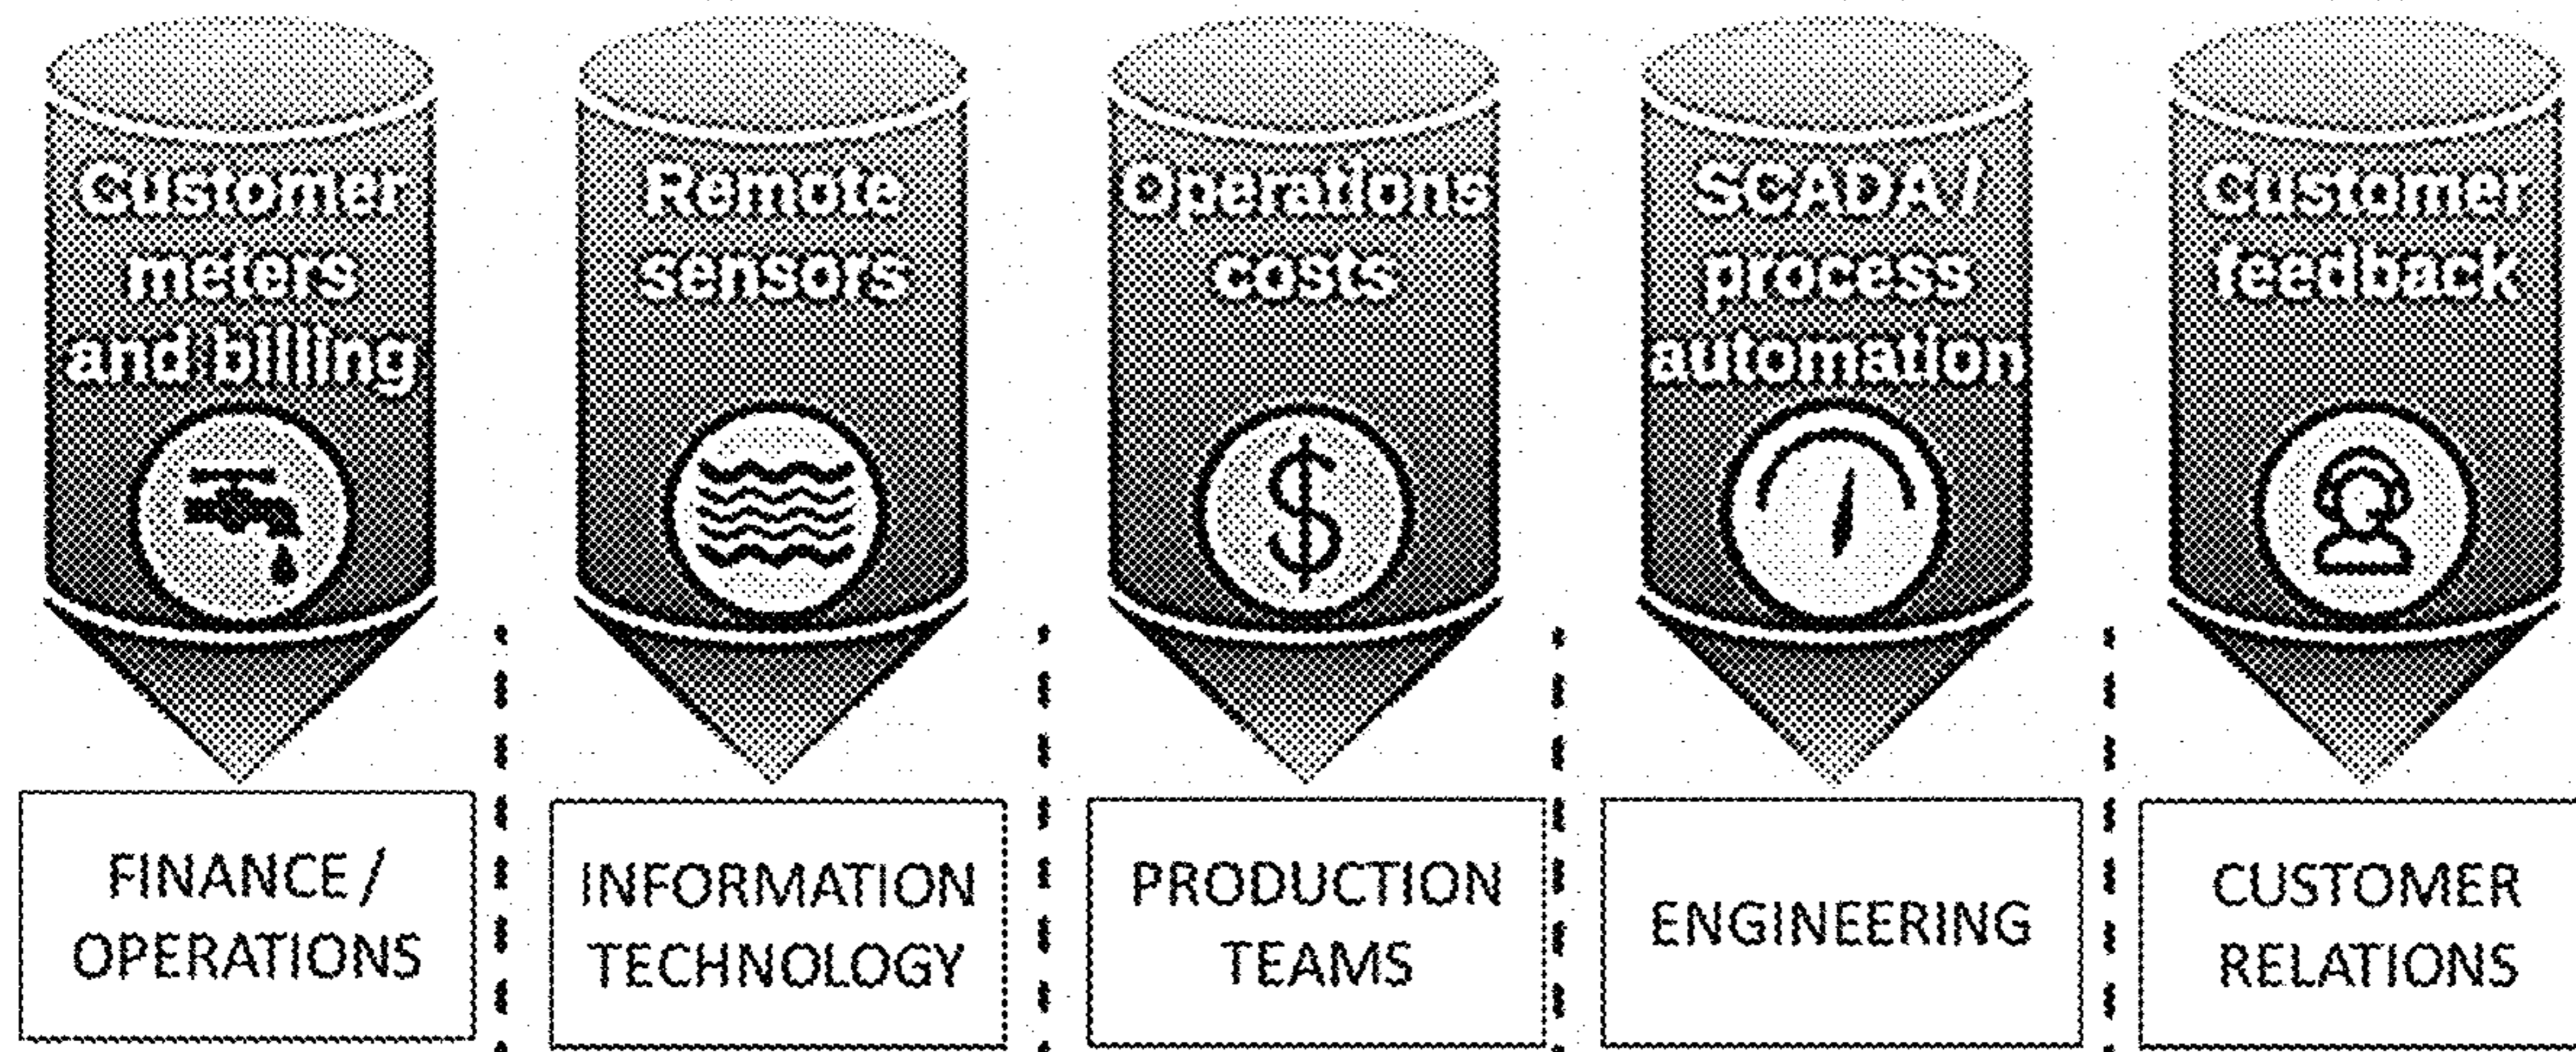 Customer
meters
and billing
Remote
sensors
Operations
costs
SCADA /
process
automation
Customer
feedback
$
FINANCE /
OPERATIONS
INFORMATION
TECHNOLOGY
PRODUCTION
TEAMS
ENGINEERING
CUSTOMER
RELATIONS